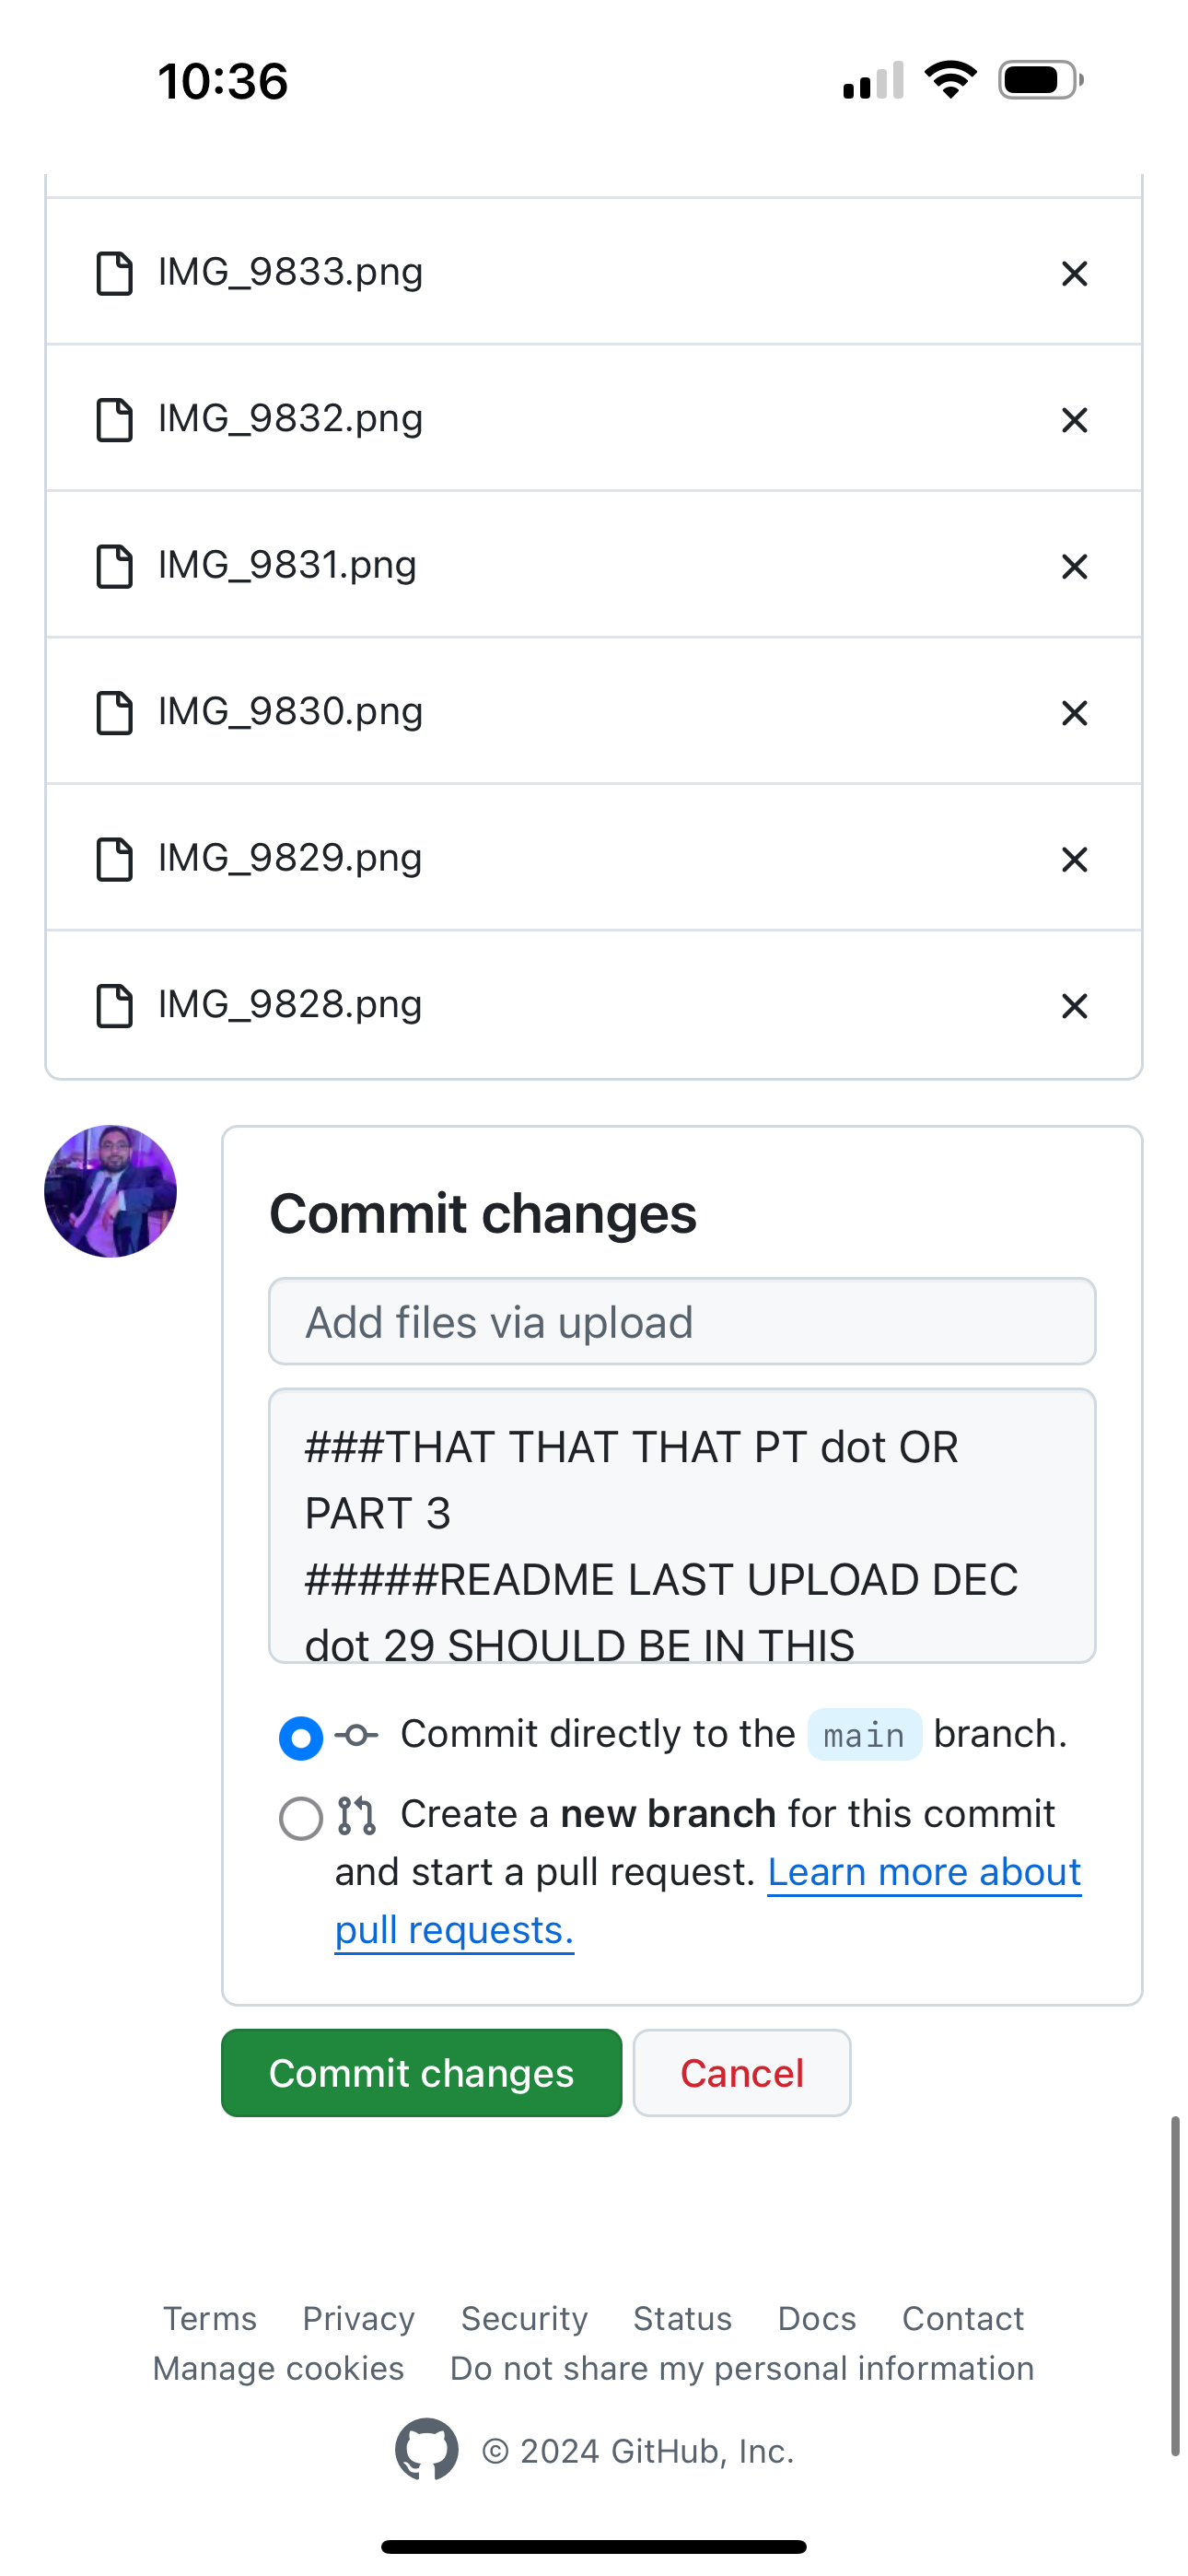 10:36
IMG_9833.png
IMG_9832.png
IMG_9831.png
IMG_9830.png
IMG_9829.png
IMG_9828.png
Commit changes
Add files via upload
###THAT THAT THAT PT dot OR
PART 3
#####README LAST UPLOAD DEC
dot 29 SHOULD BE IN THIS
Commit directly to the main branch.
Create a new branch for this commit
and start a pull request. Learn more about
pull requests.
Commit changes Cancel
Terms Privacy Security Status Docs Contact
Manage cookies Do not share my personal information
© 2024 GitHub, Inc.